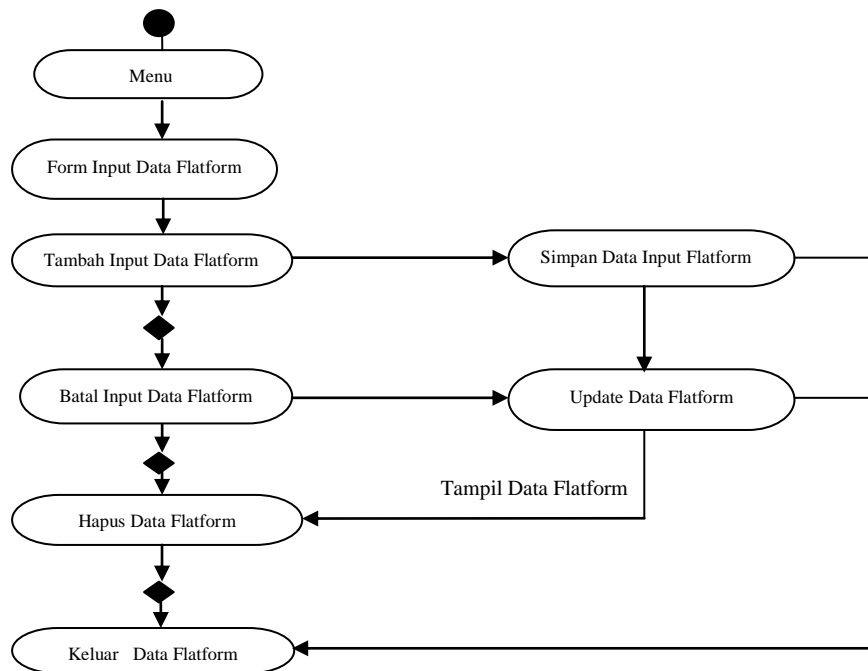 Menu
Form Input Data Flatform
Tambah Input Data Flatform
Simpan Data Input Flatform
Batal Input Data Flatform
Update Data Flatform
Tampil Data Flatform
Hapus Data Flatform
Keluar Data Flatform